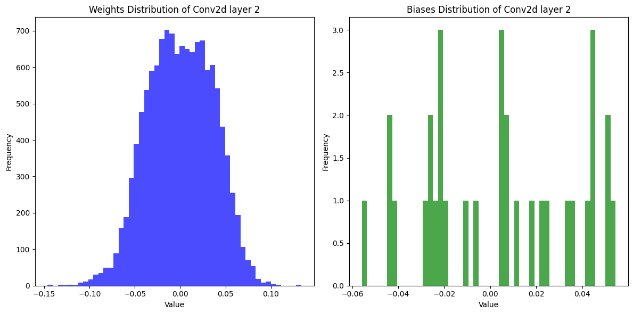 Weights Distribution of Conv2d layer 2
700
600
500
400
300
200
100
0
Frequency
−0.15 −0.10 −0.05 0.00 0.05 0.10
Value
Biases Distribution of Conv2d layer 2
3.0
2.5
2.0
1.5
1.0
0.5
0.0
Frequency
−0.06 −0.04 −0.02 0.00 0.02 0.04
Value